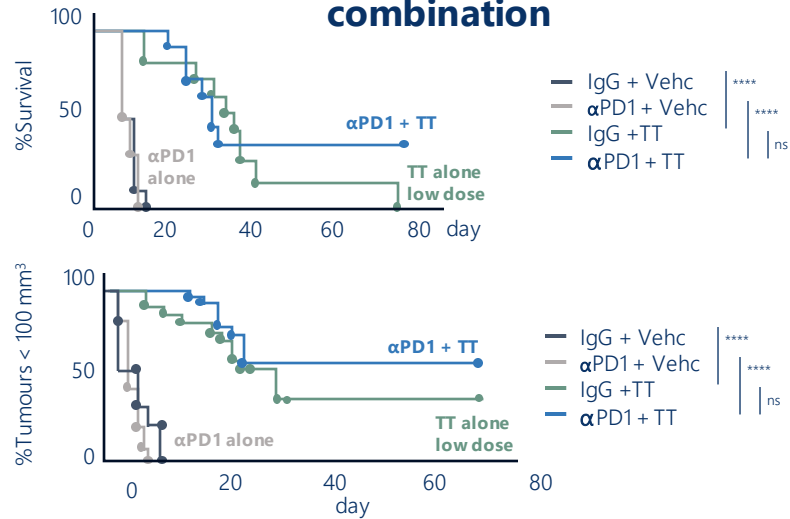 combination
100
50
0
%Survival
αPD1 + TT
αPD1
alone
TT alone
low dose
0 20 40 60 80 day
IgG + Vehc
αPD1 + Vehc
IgG +TT
αPD1 + TT
****
****
ns
100
50
0
%Tumours < 100 mm³
αPD1 + TT
αPD1 alone
TT alone
low dose
0 20 40 60 80
day
IgG + Vehc
αPD1 + Vehc
IgG +TT
αPD1 + TT
****
****
ns